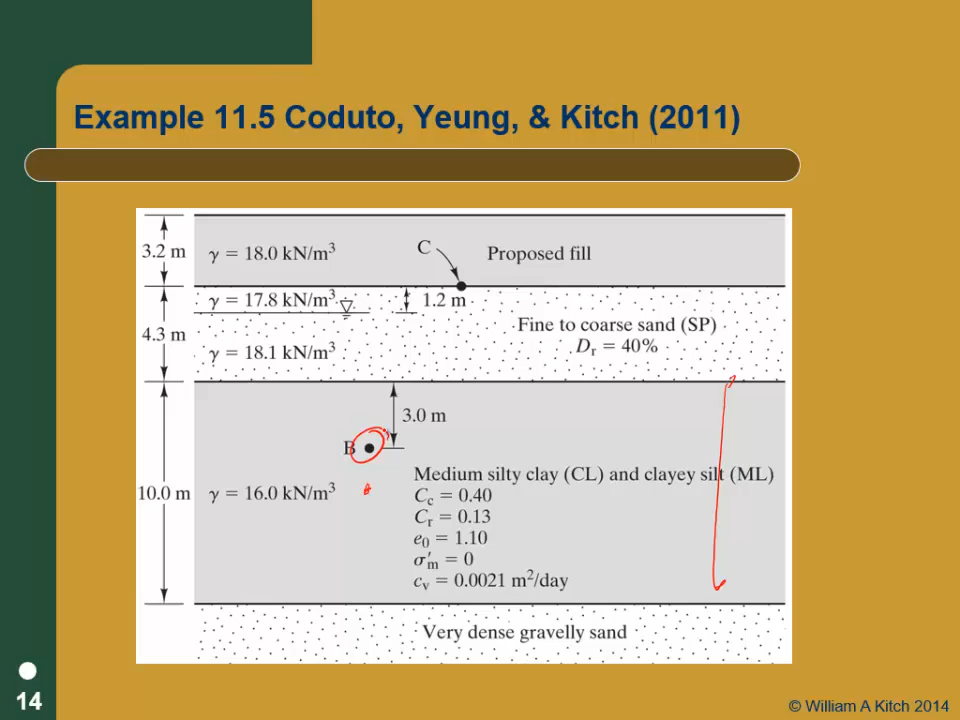 Example 11.5 Coduto, Yeung, & Kitch (2011)
3.2 m
γ = 18.0 kN/m³
C
Proposed fill
γ = 17.8 kN/m³
1.2 m
4.3 m
Fine to coarse sand (SP)
Dᵣ = 40%
γ = 18.1 kN/m³
3.0 m
B
Medium silty clay (CL) and clayey silt (ML)
10.0 m
γ = 16.0 kN/m³
C_c = 0.40
C_r = 0.13
e₀ = 1.10
σ′_m = 0
c_v = 0.0021 m²/day
Very dense gravelly sand
14
© William A Kitch 2014